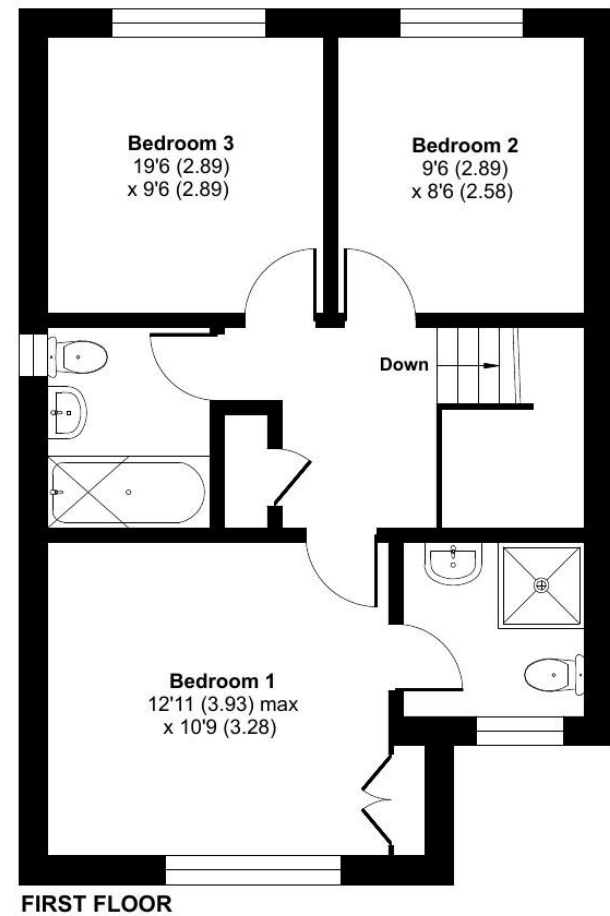 Bedroom 3
19'6 (2.89)
x 9'6 (2.89)
Bedroom 2
9'6 (2.89)
x 8'6 (2.58)
Down
Bedroom 1
12'11 (3.93) max
x 10'9 (3.28)
FIRST FLOOR